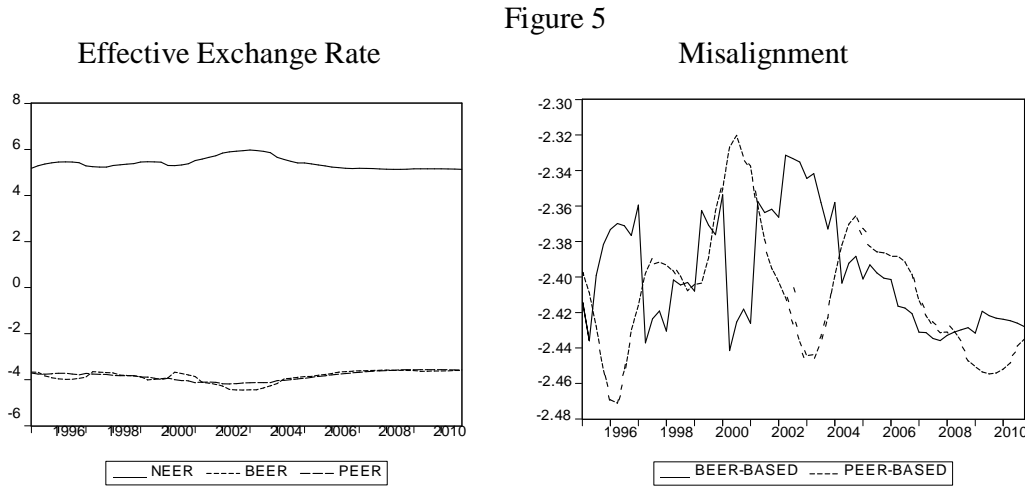 Figure 5
Effective Exchange Rate
8
6
4
2
0
-2
-4
-6
1996 1998 2000 2002 2004 2006 2008 2010
NEER BEER PEER
Misalignment
-2.30
-2.32
-2.34
-2.36
-2.38
-2.40
-2.42
-2.44
-2.46
-2.48
1996 1998 2000 2002 2004 2006 2008 2010
BEER-BASED PEER-BASED